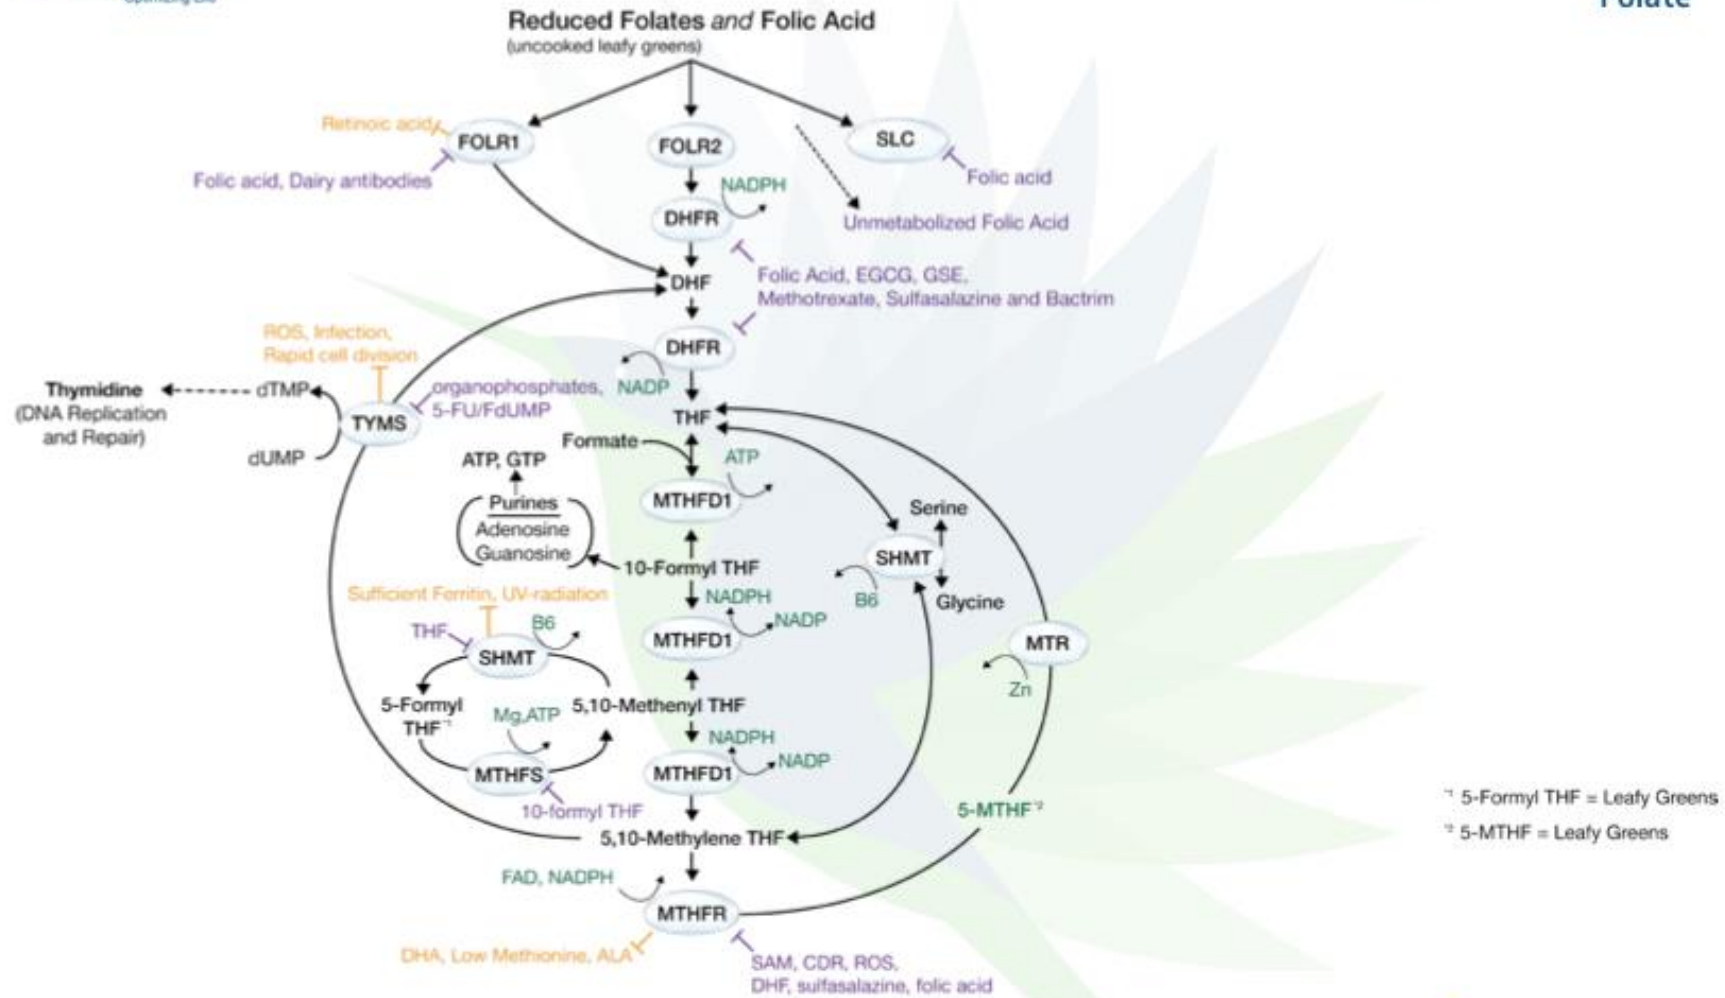 Optimizing Life
Folate
Reduced Folates and Folic Acid
(uncooked leafy greens)
Retinoic acid
FOLR1
FOLR2
SLC
Folic acid, Dairy antibodies
NADPH
Folic acid
DHFR
Unmetabolized Folic Acid
DHF
Folic Acid, EGCG, GSE,
Methotrexate, Sulfasalazine and Bactrim
ROS, Infection,
Rapid cell division
DHFR
NADP
Thymidine
(DNA Replication
and Repair)
dTMP
organophosphates,
5-FU/FdUMP
TYMS
dUMP
THF
Formate
ATP
ATP, GTP
MTHFD1
Purines
Adenosine
Guanosine
Serine
SHMT
Glycine
B6
10-Formyl THF
Sufficient Ferritin, UV-radiation
NADPH
NADP
THF
B6
SHMT
MTHFD1
MTR
Zn
5-Formyl
THF*1
Mg,ATP
5,10-Methenyl THF
NADPH
NADP
MTHFS
MTHFD1
10-formyl THF
5-MTHF*2
5,10-Methylene THF
*1 5-Formyl THF = Leafy Greens
*2 5-MTHF = Leafy Greens
FAD, NADPH
MTHFR
DHA, Low Methionine, ALA
SAM, CDR, ROS,
DHF, sulfasalazine, folic acid